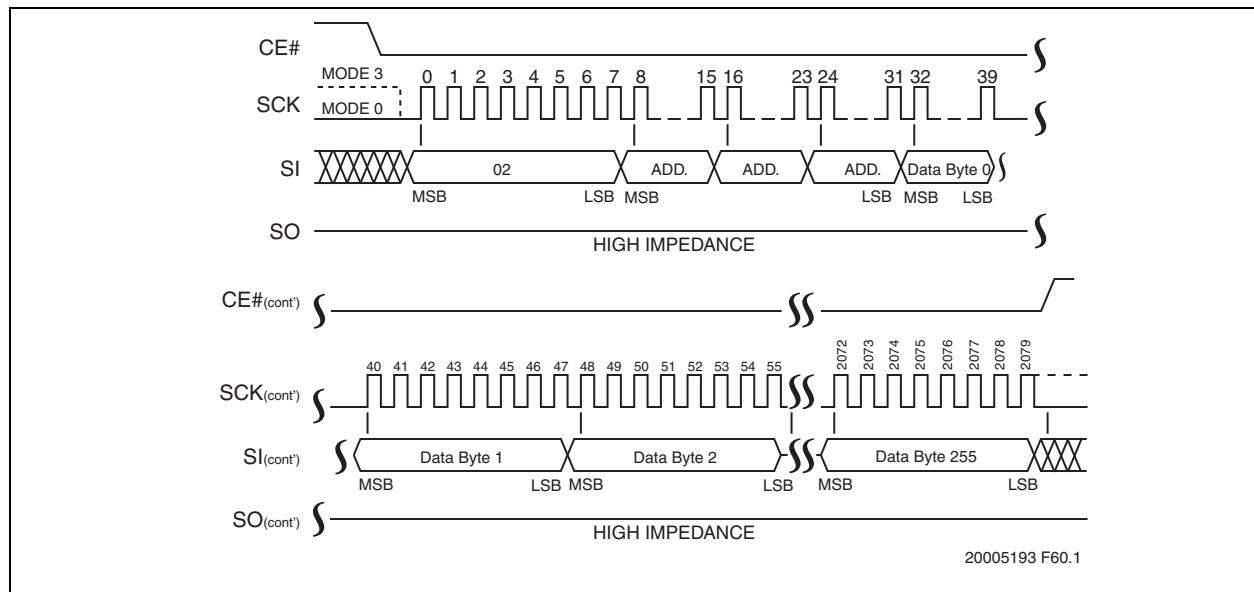 CE#
MODE 3
0 1 2 3 4 5 6 7 8 15 16 23 24 31 32 39
SCK
MODE 0
SI
02
ADD.
ADD.
ADD.
Data Byte 0
MSB
LSB
MSB
LSB
MSB
LSB
SO
HIGH IMPEDANCE
CE#(cont')
40 41 42 43 44 45 46 47 48 49 50 51 52 53 54 55
2072
2073
2074
2075
2076
2077
2078
2079
SCK(cont')
SI(cont')
Data Byte 1
Data Byte 2
Data Byte 255
MSB
LSB
MSB
LSB
MSB
LSB
SO(cont')
HIGH IMPEDANCE
20005193 F60.1